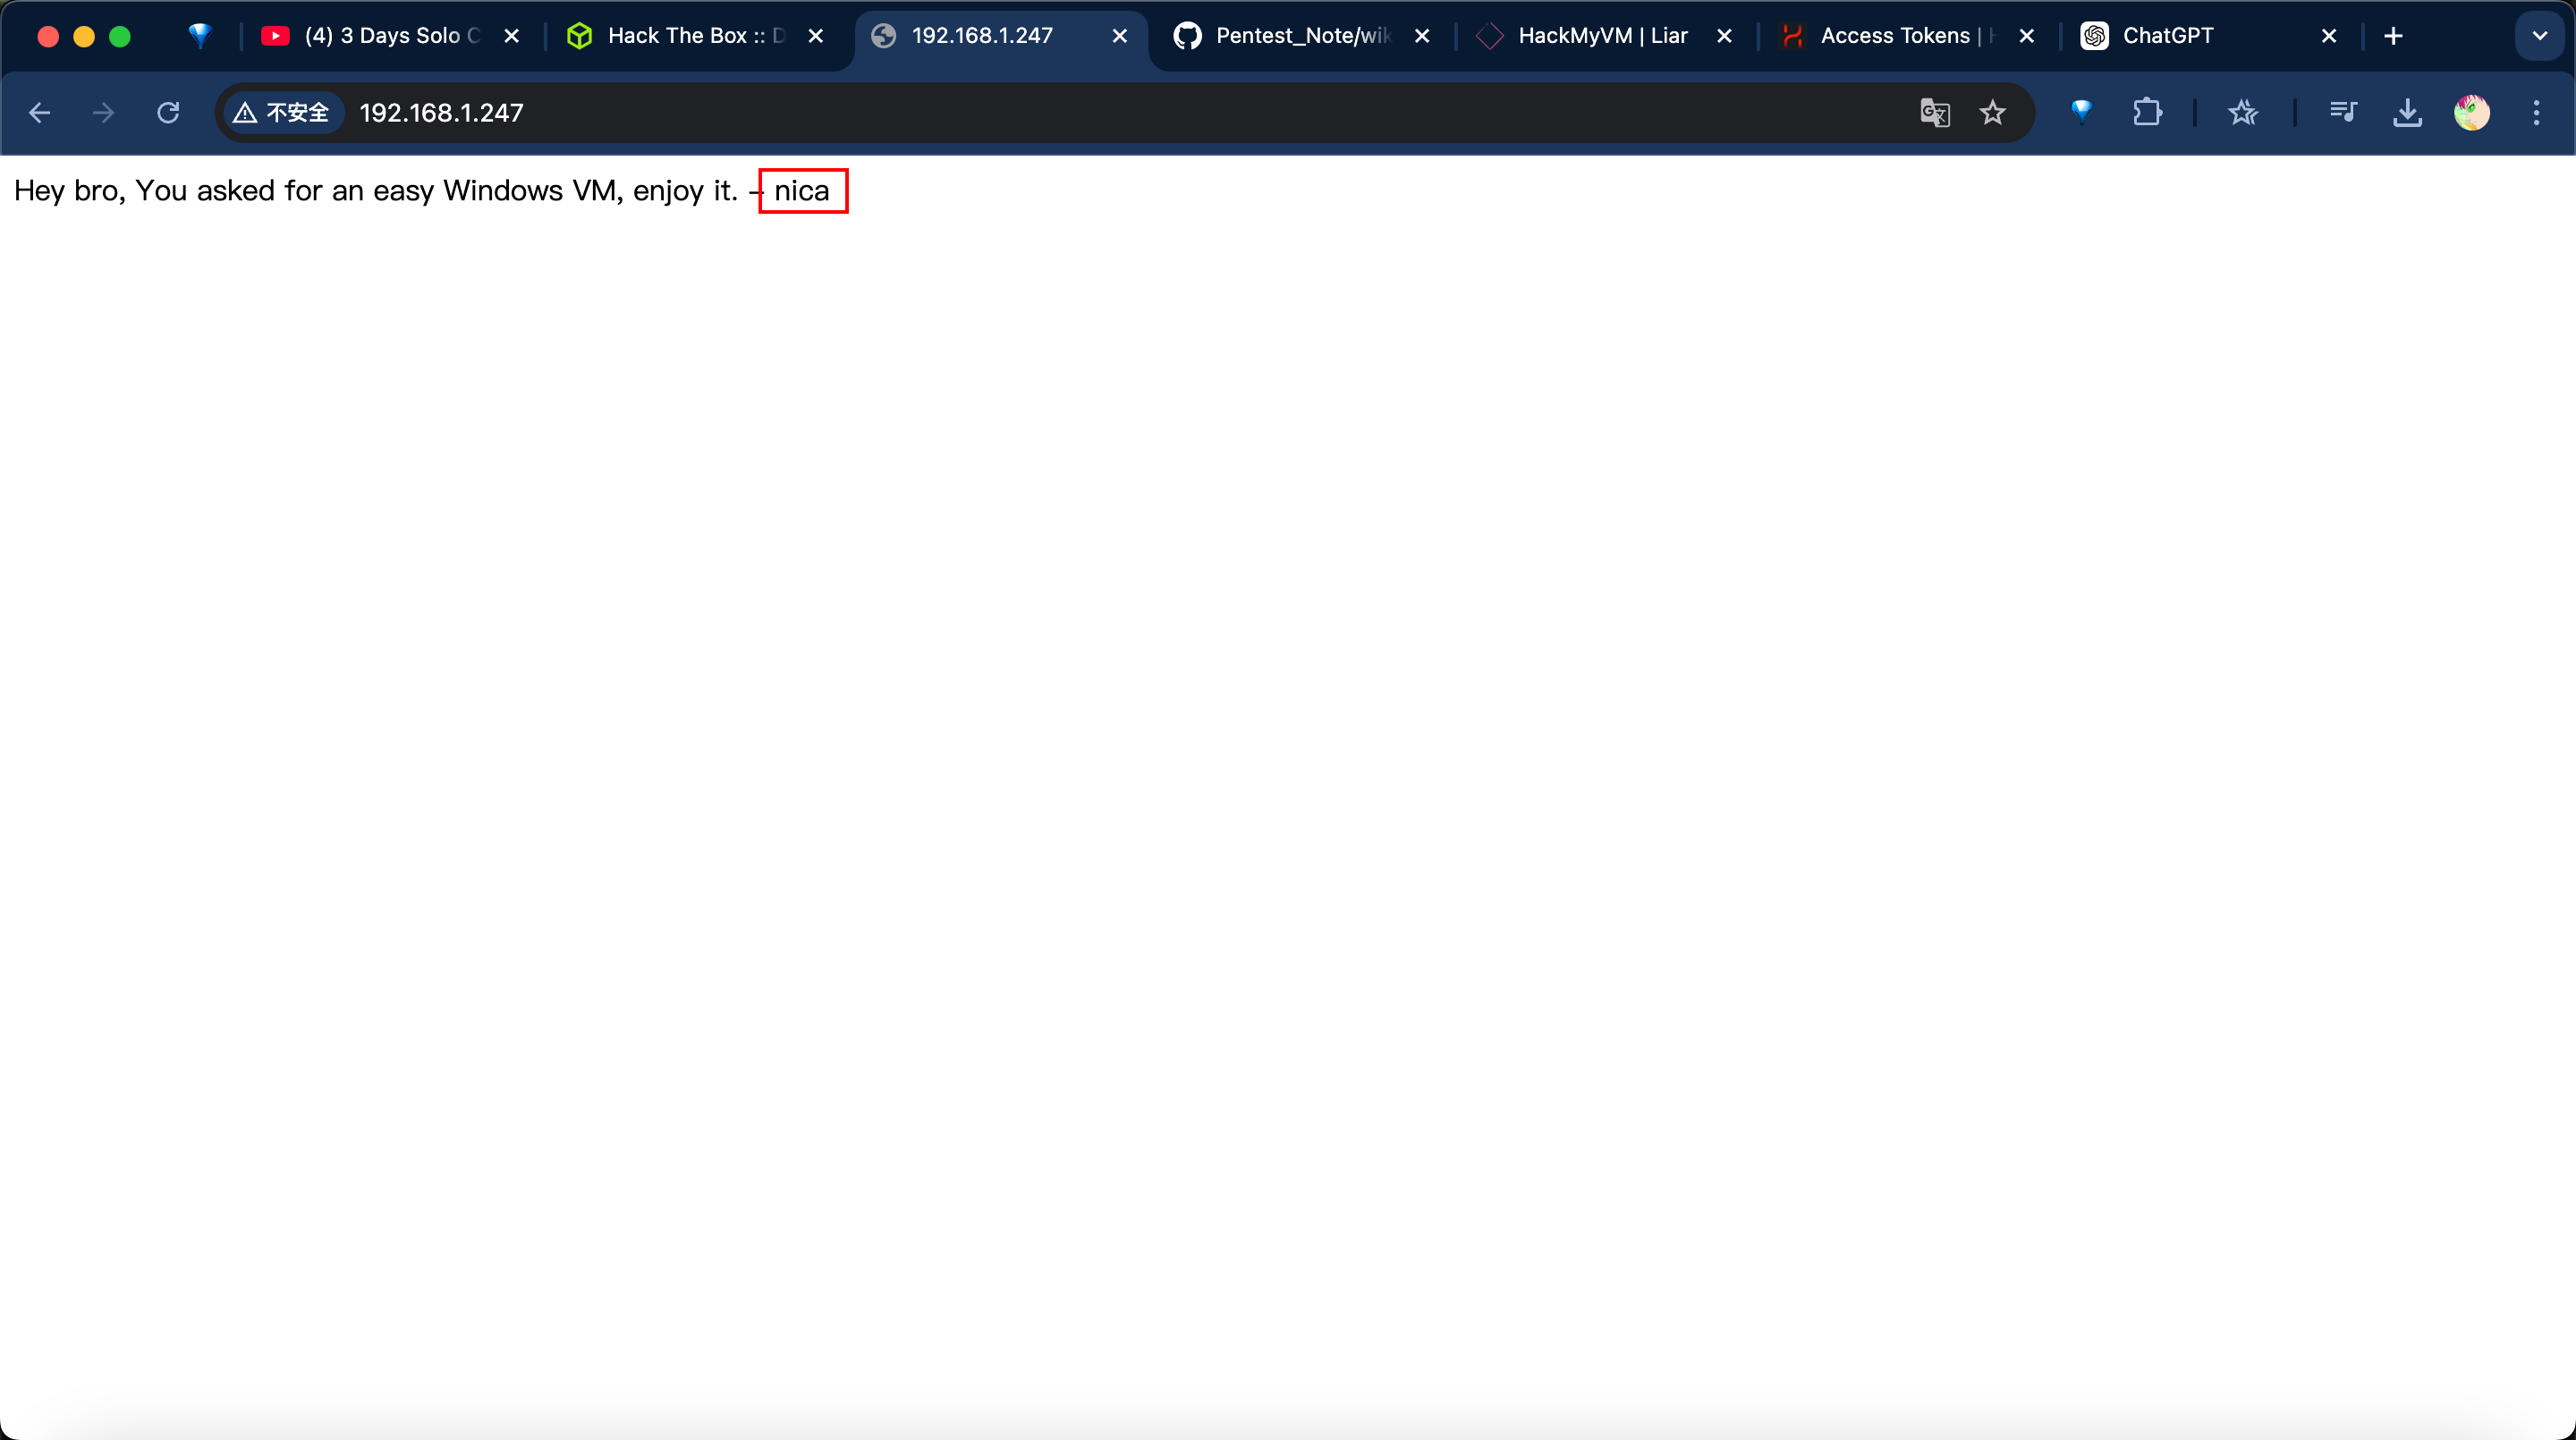 (4) 3 Days Solo C
Hack The Box :: D
192.168.1.247
Pentest_Note/wik
HackMyVM | Liar
Access Tokens | H
ChatGPT
不安全 192.168.1.247
Hey bro, You asked for an easy Windows VM, enjoy it. - nica